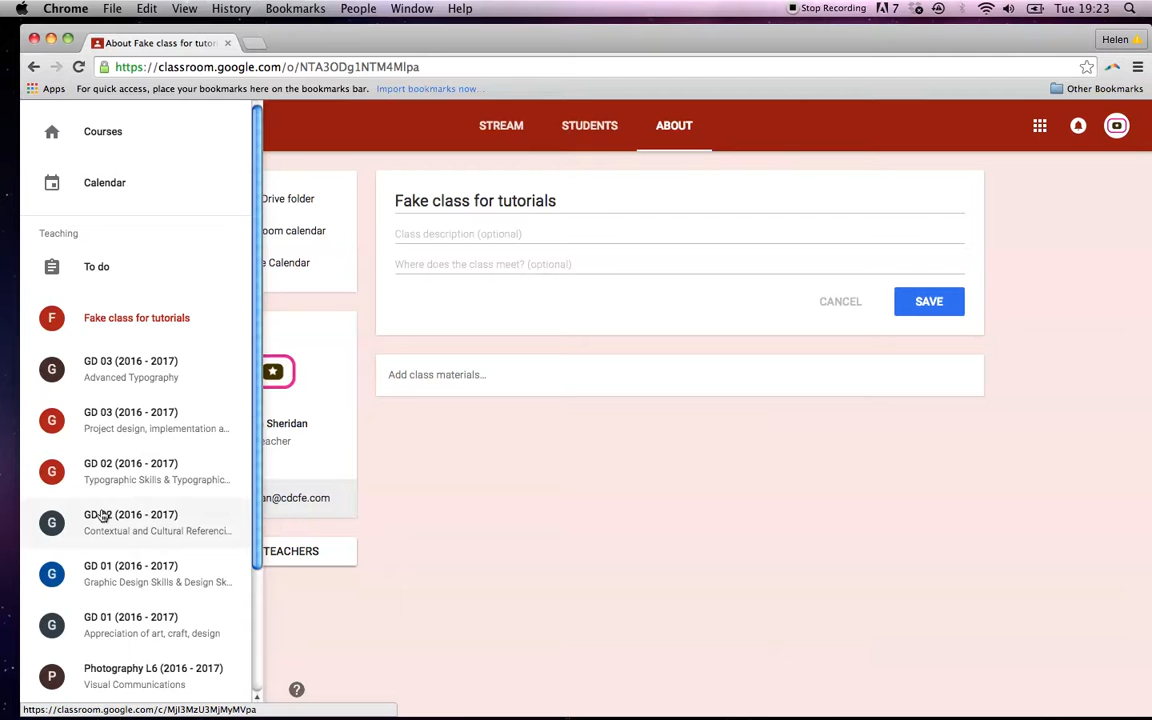 Chrome File Edit View History Bookmarks People Window Help Stop Recording 7 Tue 19:23
About Fake class for tutori Helen
https://classroom.google.com/o/NTA3ODg1NTM4Mlpa
Apps For quick access, place your bookmarks here on the bookmarks bar. Import bookmarks now... Other Bookmarks
Courses
Calendar
Teaching
To do
F Fake class for tutorials
G GD 03 (2016 - 2017)
Advanced Typography
G GD 03 (2016 - 2017)
Project design, implementation a...
G GD 02 (2016 - 2017)
Typographic Skills & Typographic...
G GD 02 (2016 - 2017)
Contextual and Cultural Referenci...
G GD 01 (2016 - 2017)
Graphic Design Skills & Design Sk...
G GD 01 (2016 - 2017)
Appreciation of art, craft, design
P Photography L6 (2016 - 2017)
Visual Communications
STREAM STUDENTS ABOUT
Drive folder
oom calendar
e Calendar
Sheridan
eacher
an@cdcfe.com
TEACHERS
Fake class for tutorials
Class description (optional)
Where does the class meet? (optional)
CANCEL SAVE
Add class materials...
?
https://classroom.google.com/c/MjI3MzU3MjMyMVpa